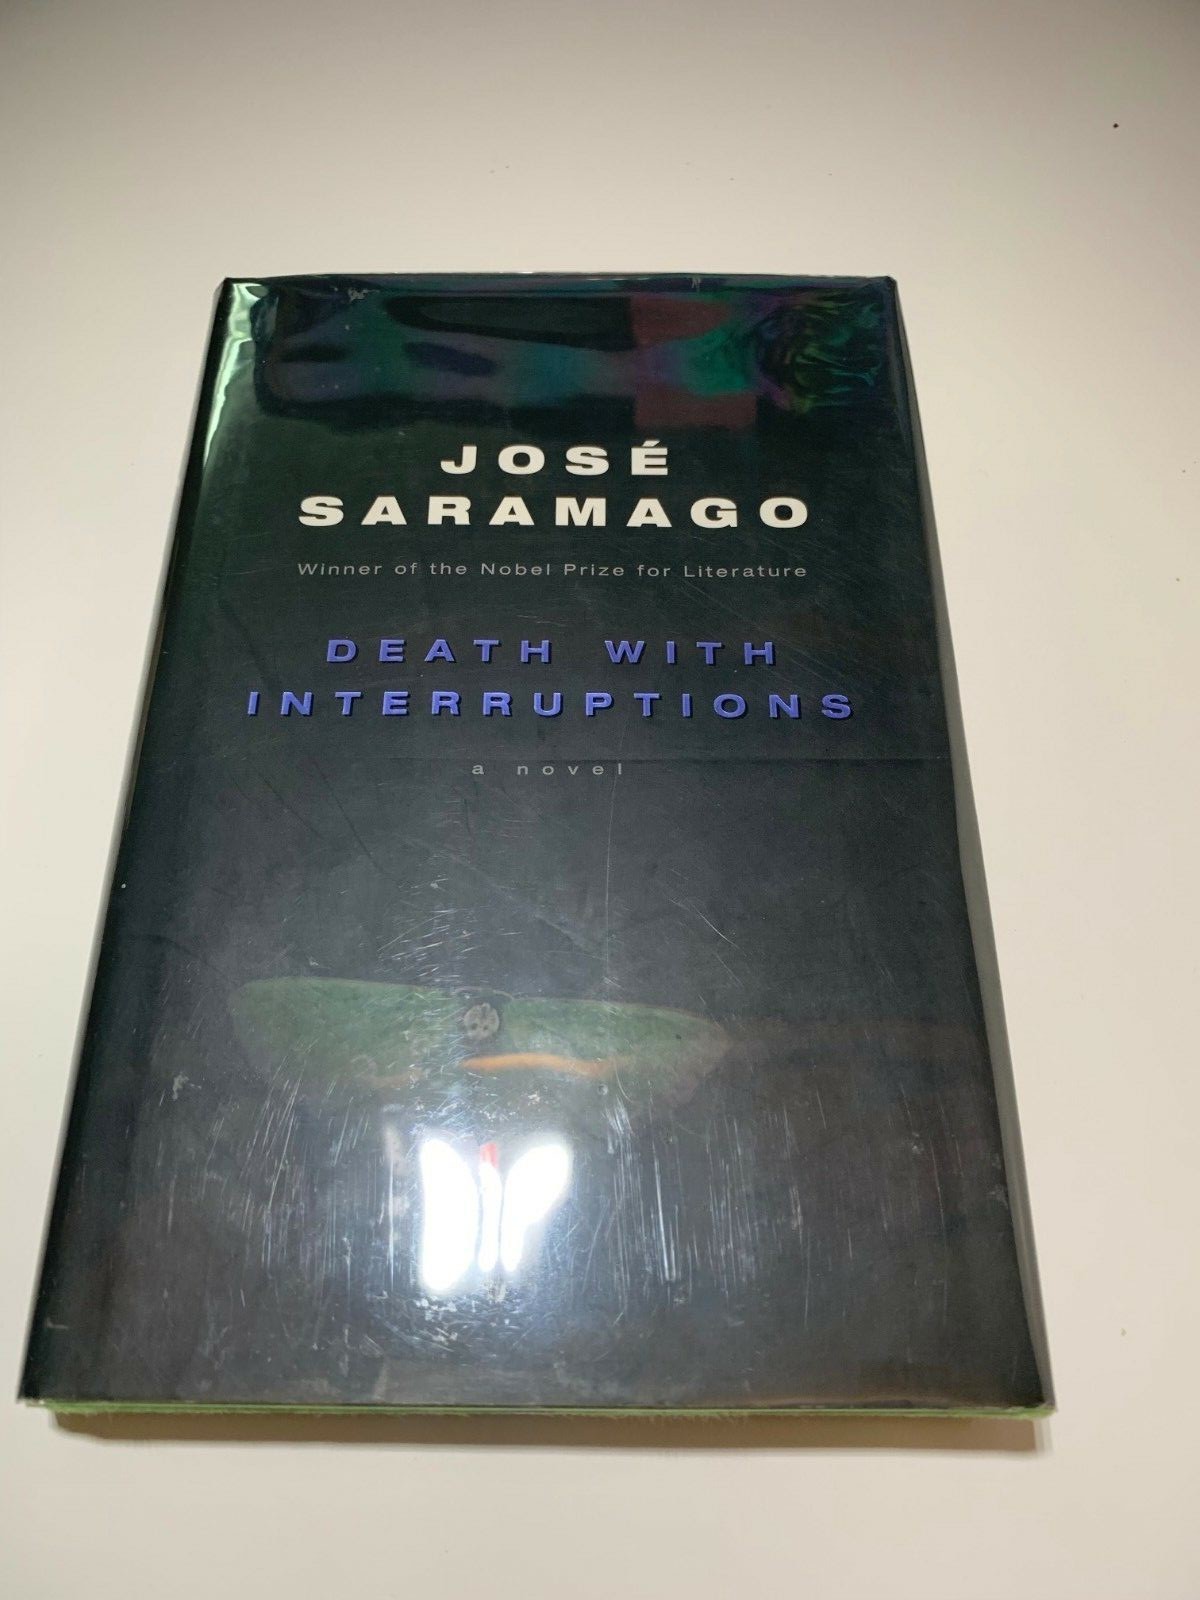 JOSÉ
SARAMAGO
Winner of the Nobel Prize for Literature
DEATH WITH
INTERRUPTIONS
a novel